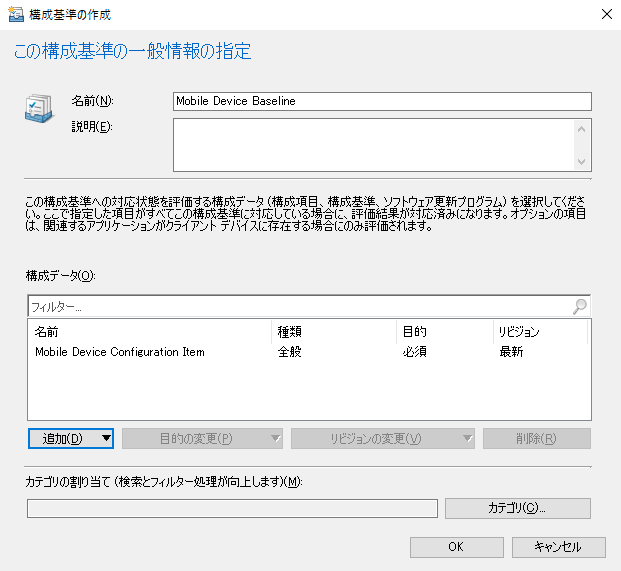 構成基準の作成
この構成基準の一般情報の指定
名前(N):
Mobile Device Baseline
説明(E):
この構成基準への対応状態を評価する構成データ (構成項目、構成基準、ソフトウェア更新プログラム) を選択してくださ
い。ここで指定した項目がすべてこの構成基準に対応している場合に、評価結果が対応済みになります。オプションの項目
は、関連するアプリケーションがクライアント デバイスに存在する場合にのみ評価されます。
構成データ(O):
フィルター...
名前 種類 目的 リビジョン
Mobile Device Configuration Item 全般 必須 最新
追加(D) 目的の変更(P) リビジョンの変更(V) 削除(R)
カテゴリの割り当て (検索とフィルター処理が向上します)(M):
カテゴリ(C)...
OK キャンセル